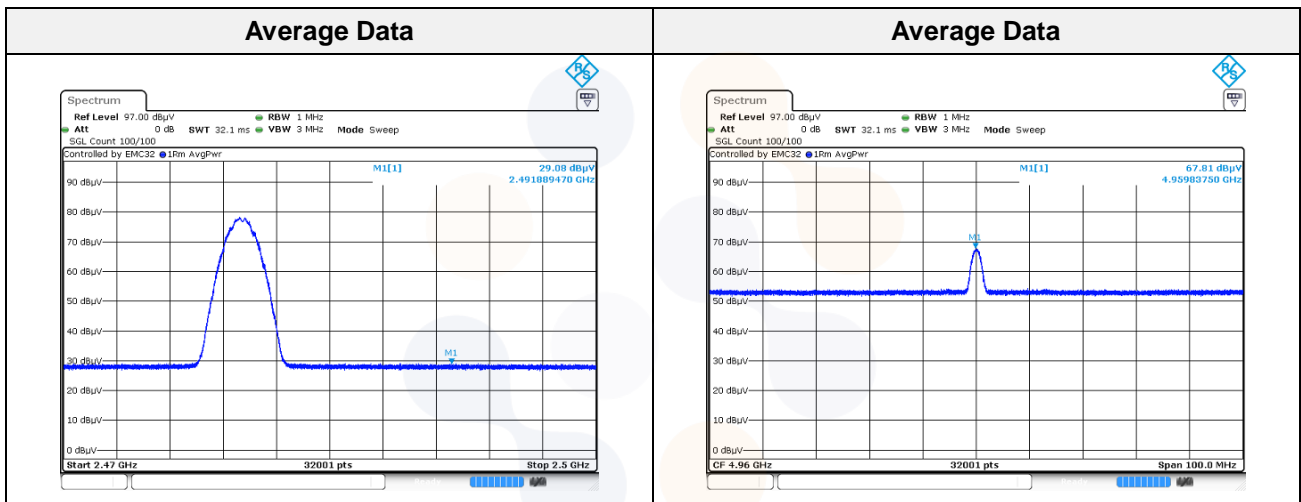 Average Data
Average Data
R&S
Spectrum
Ref Level 97.00 dBµV RBW 1 MHz
Att 0 dB SWT 32.1 ms VBW 3 MHz Mode Sweep
SGL Count 100/100
Controlled by EMC32 1Rm AvgPwr
M1[1] 29.08 dBµV
2.491889470 GHz
90 dBµV
80 dBµV
70 dBµV
60 dBµV
50 dBµV
40 dBµV
M1
30 dBµV
20 dBµV
10 dBµV
0 dBµV
Start 2.47 GHz 32001 pts Stop 2.5 GHz
Ready
R&S
Spectrum
Ref Level 97.00 dBµV RBW 1 MHz
Att 0 dB SWT 32.1 ms VBW 3 MHz Mode Sweep
SGL Count 100/100
Controlled by EMC32 1Rm AvgPwr
M1[1] 67.81 dBµV
4.95983750 GHz
90 dBµV
80 dBµV
M1
70 dBµV
60 dBµV
50 dBµV
40 dBµV
30 dBµV
20 dBµV
10 dBµV
0 dBµV
CF 4.96 GHz 32001 pts Span 100.0 MHz
Ready